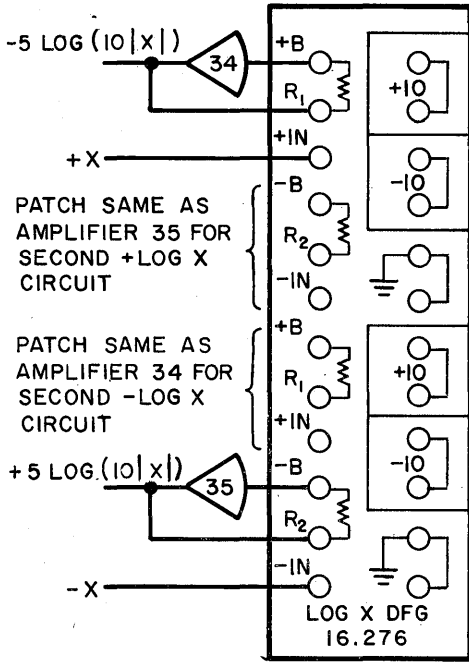 -5 LOG (10|X|)
34
+B
R1
+10
+IN
+X
-B
-10
PATCH SAME AS
AMPLIFIER 35 FOR
SECOND +LOG X
CIRCUIT
R2
-IN
+B
PATCH SAME AS
AMPLIFIER 34 FOR
SECOND -LOG X
CIRCUIT
R1
+10
+IN
+5 LOG.(10|X|)
35
-B
-10
R2
-IN
-X
LOG X DFG
16.276